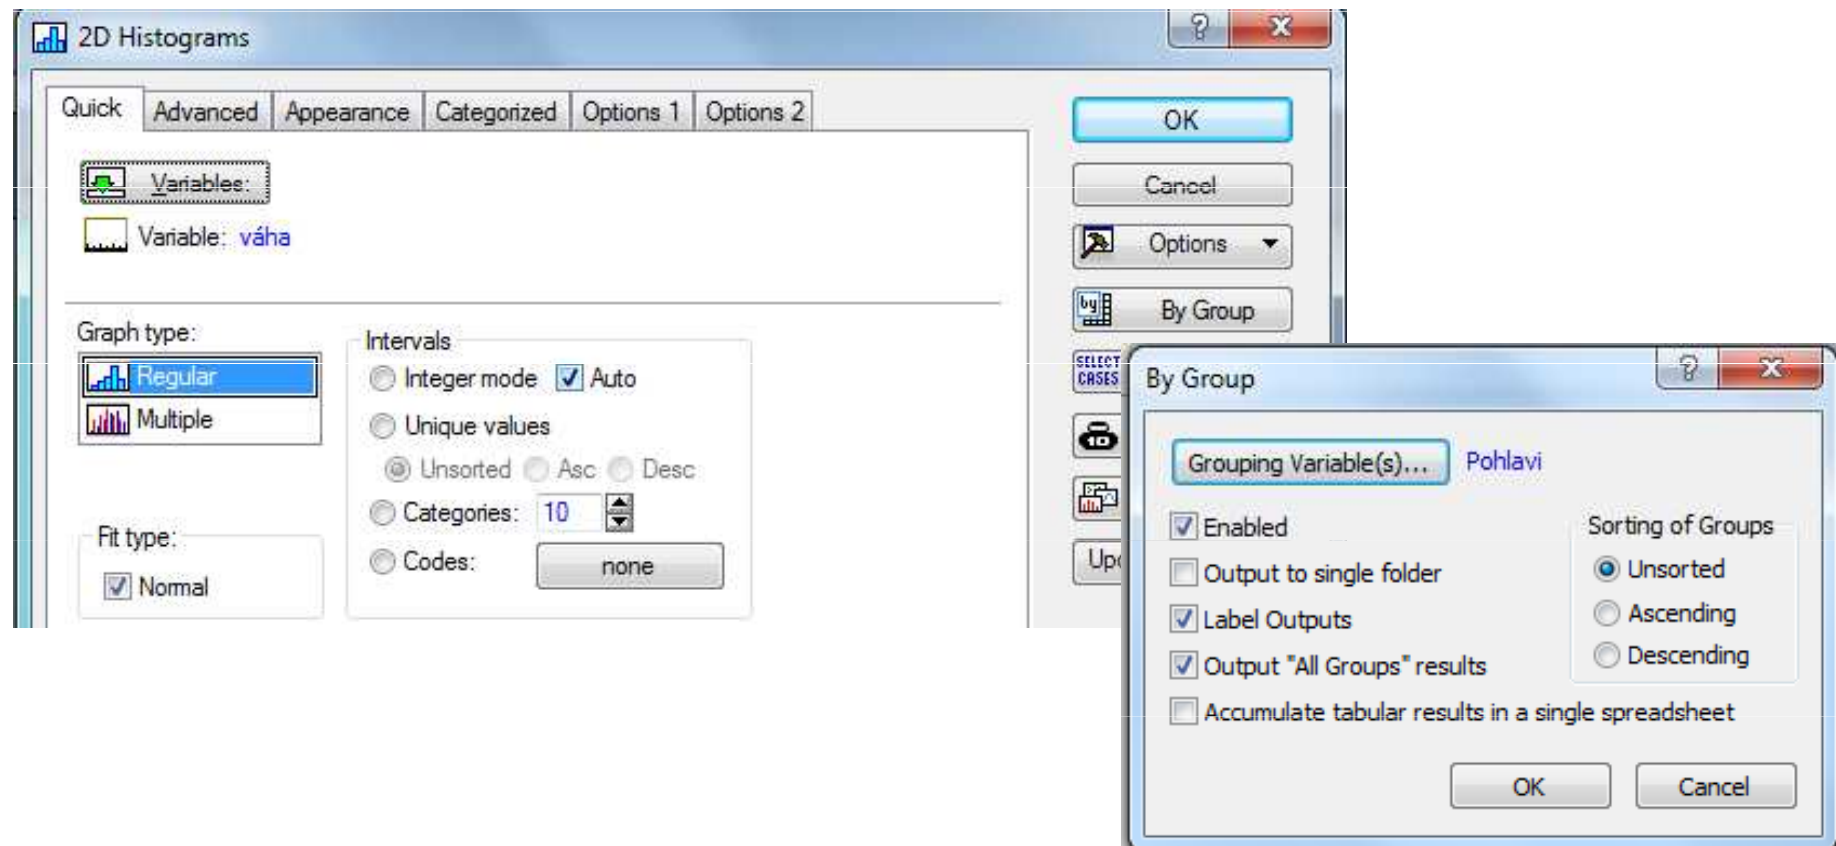 2D Histograms
Quick Advanced Appearance Categorized Options 1 Options 2
Variables:
Variable: váha
Graph type:
Regular
Multiple
Fit type:
Normal
Intervals
Integer mode Auto
Unique values
Unsorted Asc Desc
Categories: 10
Codes: none
OK
Cancel
Options
by By Group
SELECT
CASES
10
By Group
Grouping Variable(s)... Pohlavi
Enabled
Output to single folder
Label Outputs
Output "All Groups" results
Accumulate tabular results in a single spreadsheet
Sorting of Groups
Unsorted
Ascending
Descending
OK Cancel